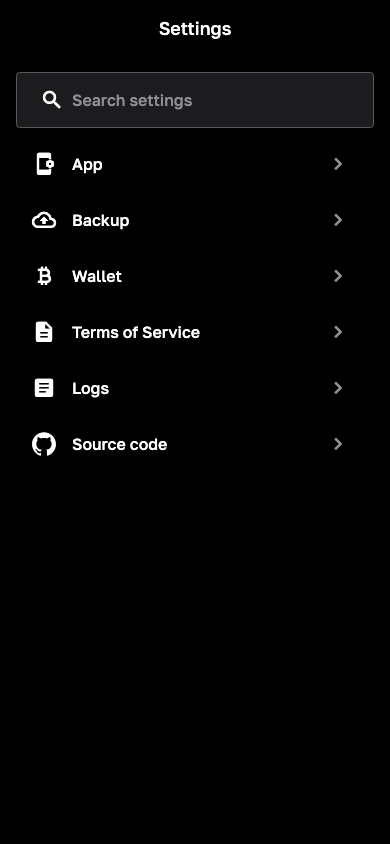 Settings
Search settings
App
Backup
Wallet
Terms of Service
Logs
Source code